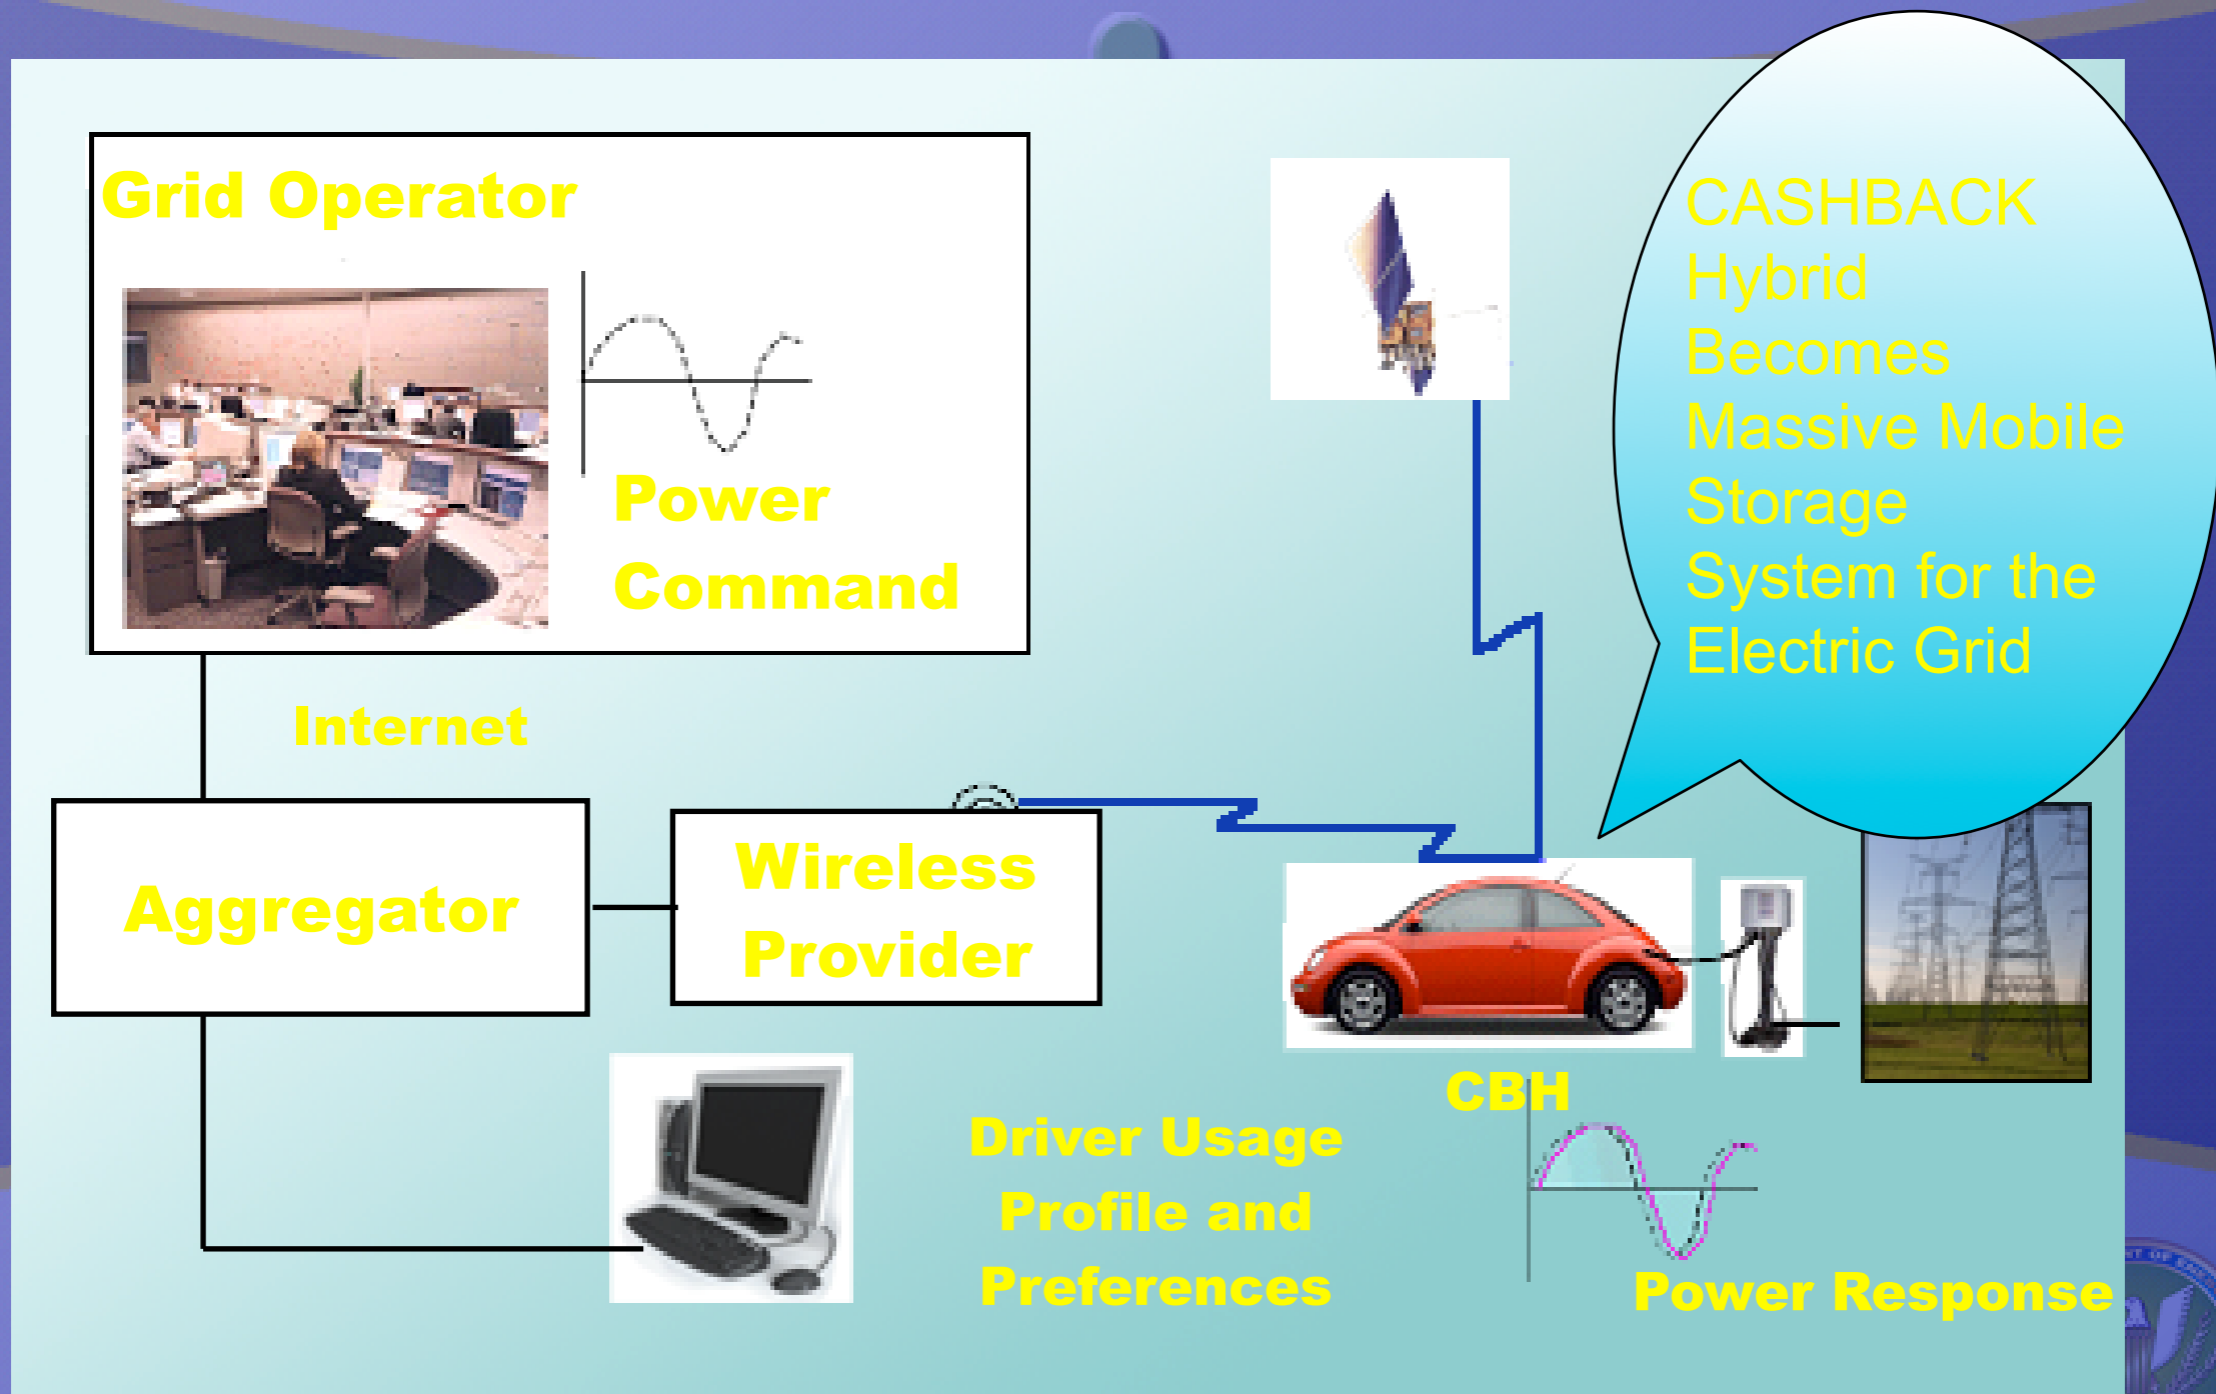 Grid Operator
Power
Command
CASHBACK
Hybrid
Becomes
Massive Mobile
Storage
System for the
Electric Grid
Internet
Aggregator
Wireless
Provider
CBH
Driver Usage
Profile and
Preferences
Power Response